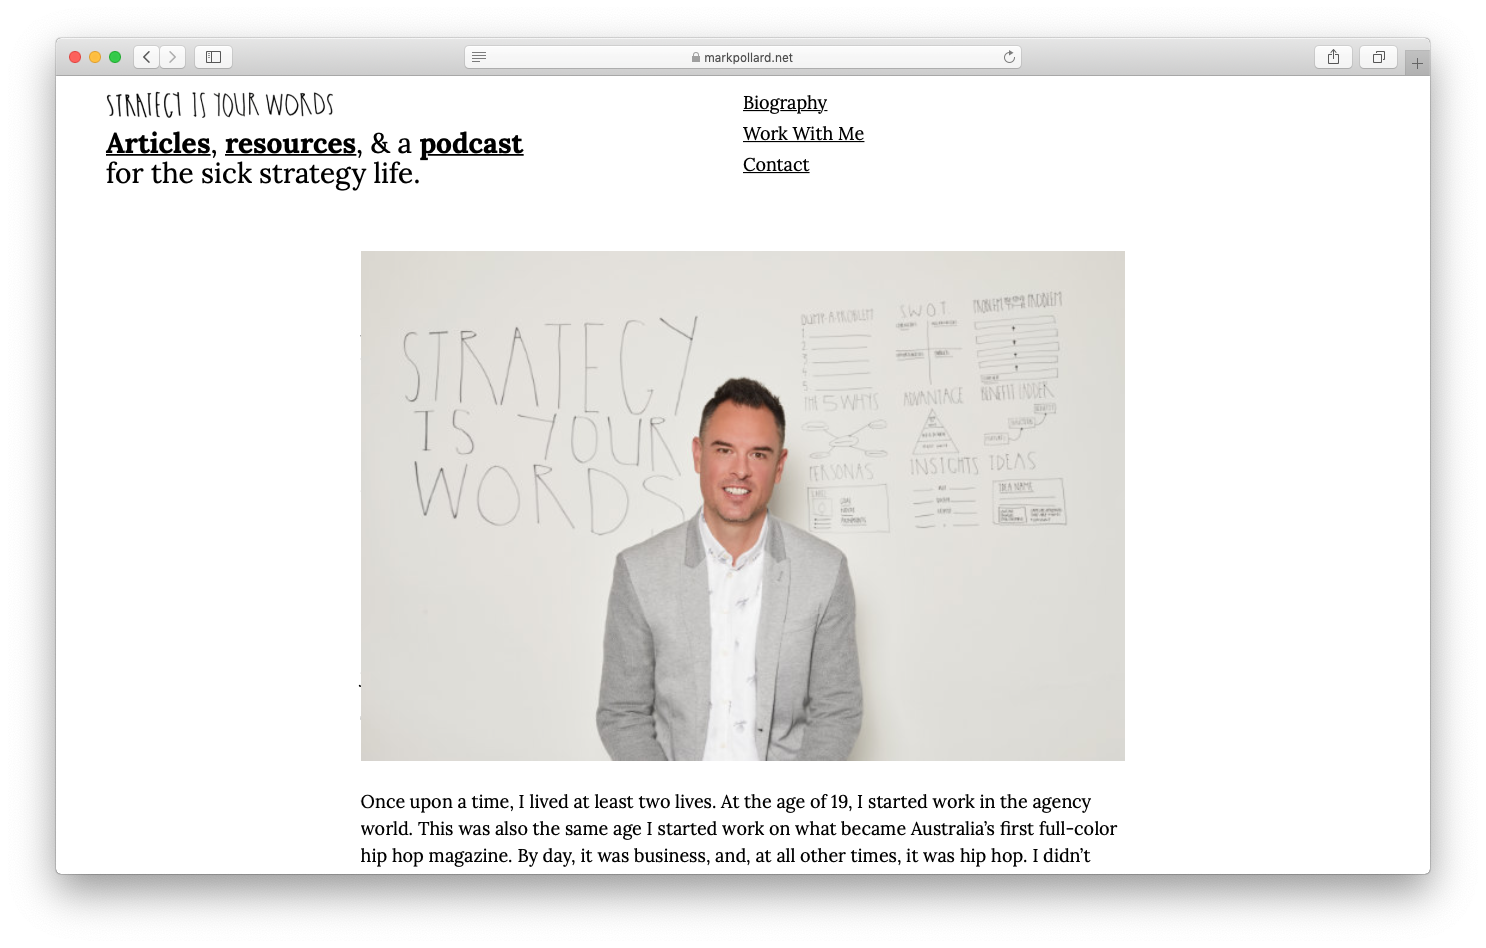 markpollard.net
STRATEGY IS YOUR WORDS
Articles, resources, & a podcast
for the sick strategy life.
Biography
Work With Me
Contact
STRATEGY
IS YOUR
WORDS
DUMP A PROBLEM
1
2
3
4
5
S.W.O.T.
PROBLEM PROBLEM
THE 5 WHYS
ADVANTAGE
BENEFIT LADDER
PERSONAS
INSIGHTS
IDEAS
IDEA NAME
Once upon a time, I lived at least two lives. At the age of 19, I started work in the agency
world. This was also the same age I started work on what became Australia’s first full-color
hip hop magazine. By day, it was business, and, at all other times, it was hip hop. I didn’t